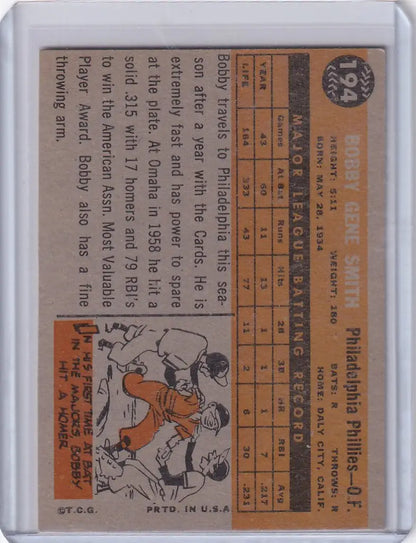 194
BOBBY GENE SMITH
Philadelphia Phillies—O.F.
HEIGHT: 5:11 WEIGHT: 180 BATS: R THROWS: R
BORN: MAY 28, 1934 HOME: DALY CITY, CALIF.
MAJOR LEAGUE BATTING RECORD
Games At Bat Runs Hits 2B 3B HR RBI Avg
YEAR 43 60 11 13 1 1 1 7 .217
LIFE 164 333 43 77 11 2 6 30 .231
Bobby travels to Philadelphia this sea-
son after a year with the Cards. He is
extremely fast and has power to spare
at the plate. At Omaha in 1958 he hit a
solid .315 with 17 homers and 79 RBI's
to win the American Assn. Most Valuable
Player Award. Bobby also has a fine
throwing arm.
IN HIS FIRST TIME AT BAT
IN THE MAJORS, BOBBY
HIT A HOMER
©T.C.G. PRTD. IN U.S.A